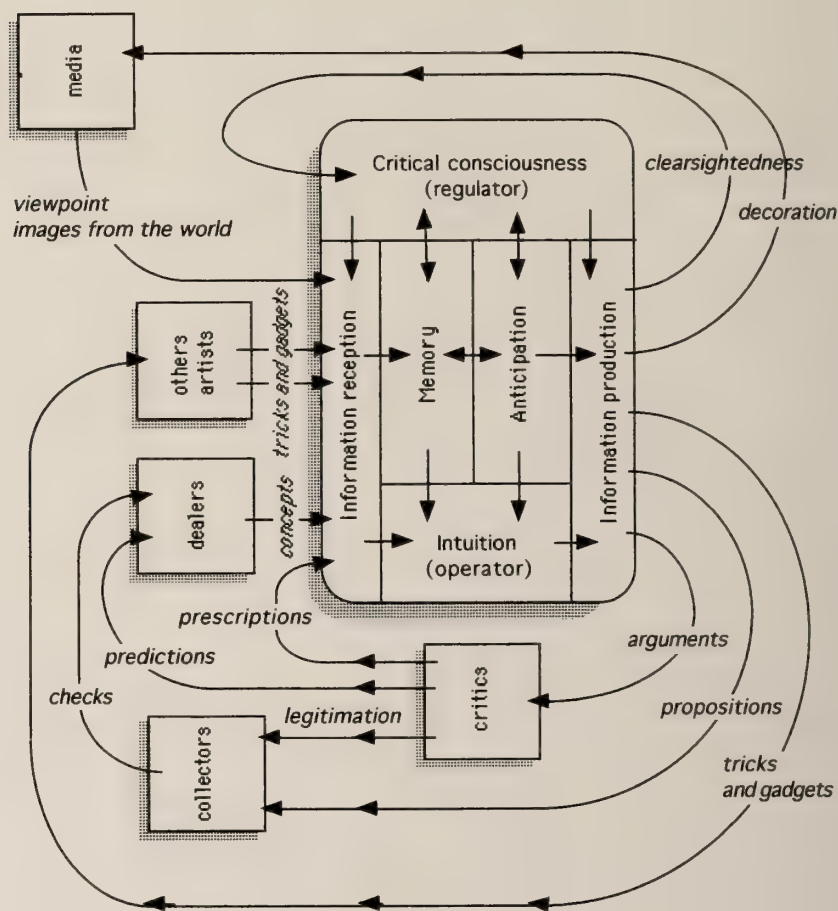 media
viewpoint
images from the world
Critical consciousness
(regulator)
clearsightedness
decoration
others
artists
tricks and gadgets
Information reception
Memory
Anticipation
Information production
dealers
concepts
Intuition
(operator)
prescriptions
predictions
checks
legitimation
collectors
critics
arguments
propositions
tricks
and gadgets